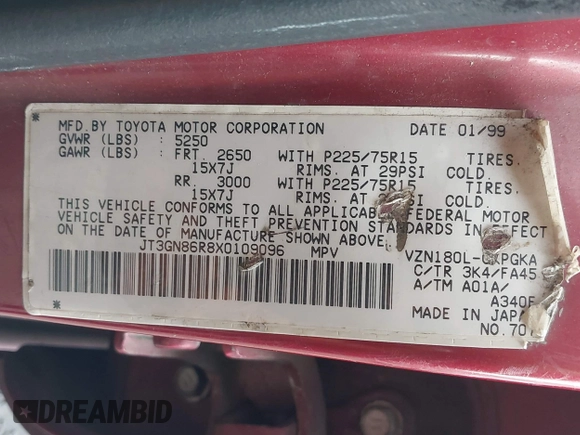 MFD.BY TOYOTA MOTOR CORPORATION DATE 01/99
GVWR (LBS) : 5250
GAWR (LBS) : FRT. 2650 WITH P225/75R15 TIRES.
15X7J RIMS. AT 29PSI COLD.
RR. 3000 WITH P225/75R15 TIRES.
15X7J RIMS. AT SI COLD.
THIS VEHICLE CONFORMS TO ALL APPLICABLE FEDERAL MOTOR
VEHICLE SAFETY AND THEFT PREVENTION STANDARDS IN EFFECT
ON THE DATE OF MANUFACTURE SHOWN ABOVE.
JT3GN86R8X0109096 MPV
VZN180L- KPGKA
C/TR 3K4/FA45
A/TM A01A/
A340F
MADE IN JAPA
NO. 70
DREAMBID